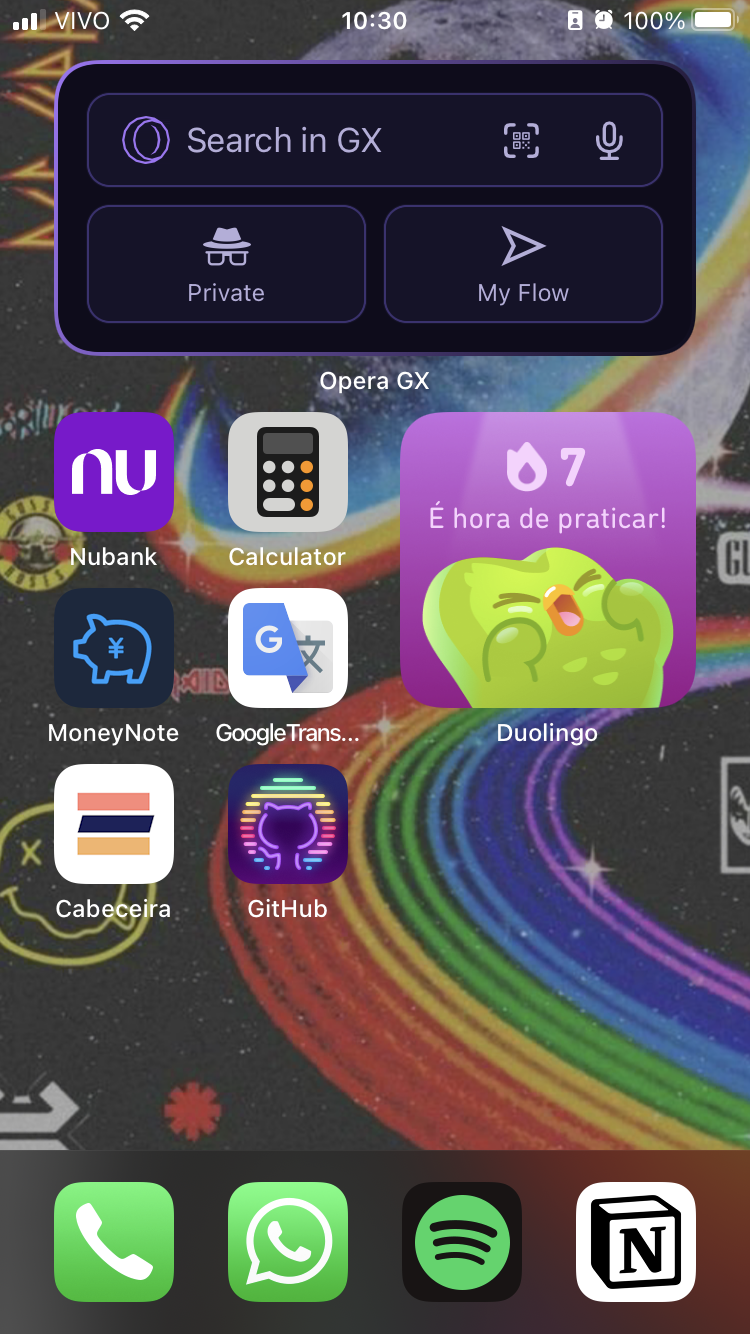 VIVO 10:30 100%
Search in GX
Private My Flow
Opera GX
nu
7
É hora de praticar!
Nubank Calculator
¥
G 文
MoneyNote GoogleTrans... Duolingo
Cabeceira GitHub
N